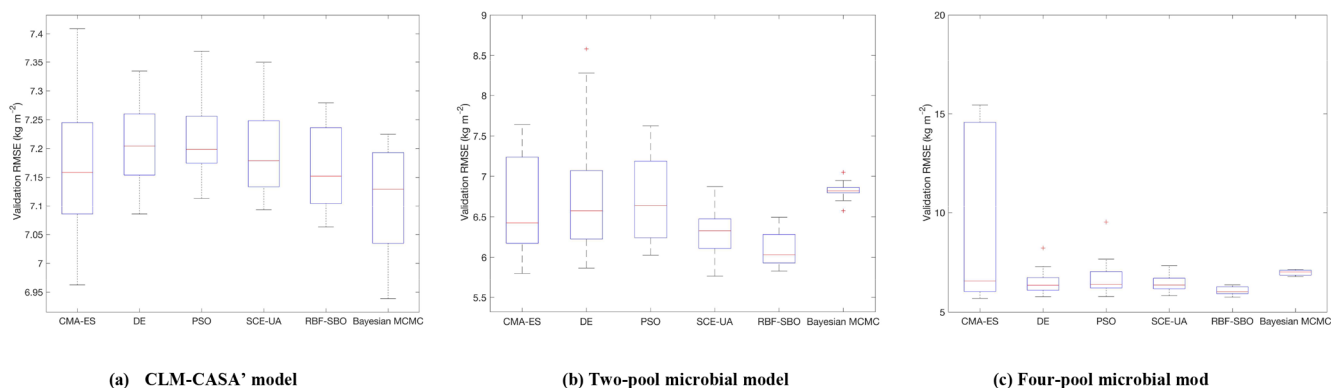 Validation RMSE (kg m⁻²)
7.4
7.35
7.3
7.25
7.2
7.15
7.1
7.05
7
6.95
CMA-ES DE PSO SCE-UA RBF-SBO Bayesian MCMC
(a) CLM-CASA’ model
Validation RMSE (kg m⁻²)
9
8.5
8
7.5
7
6.5
6
5.5
CMA-ES DE PSO SCE-UA RBF-SBO Bayesian MCMC
(b) Two-pool microbial model
Validation RMSE (kg m⁻²)
20
15
10
5
CMA-ES DE PSO SCE-UA RBF-SBO Bayesian MCMC
(c) Four-pool microbial mod